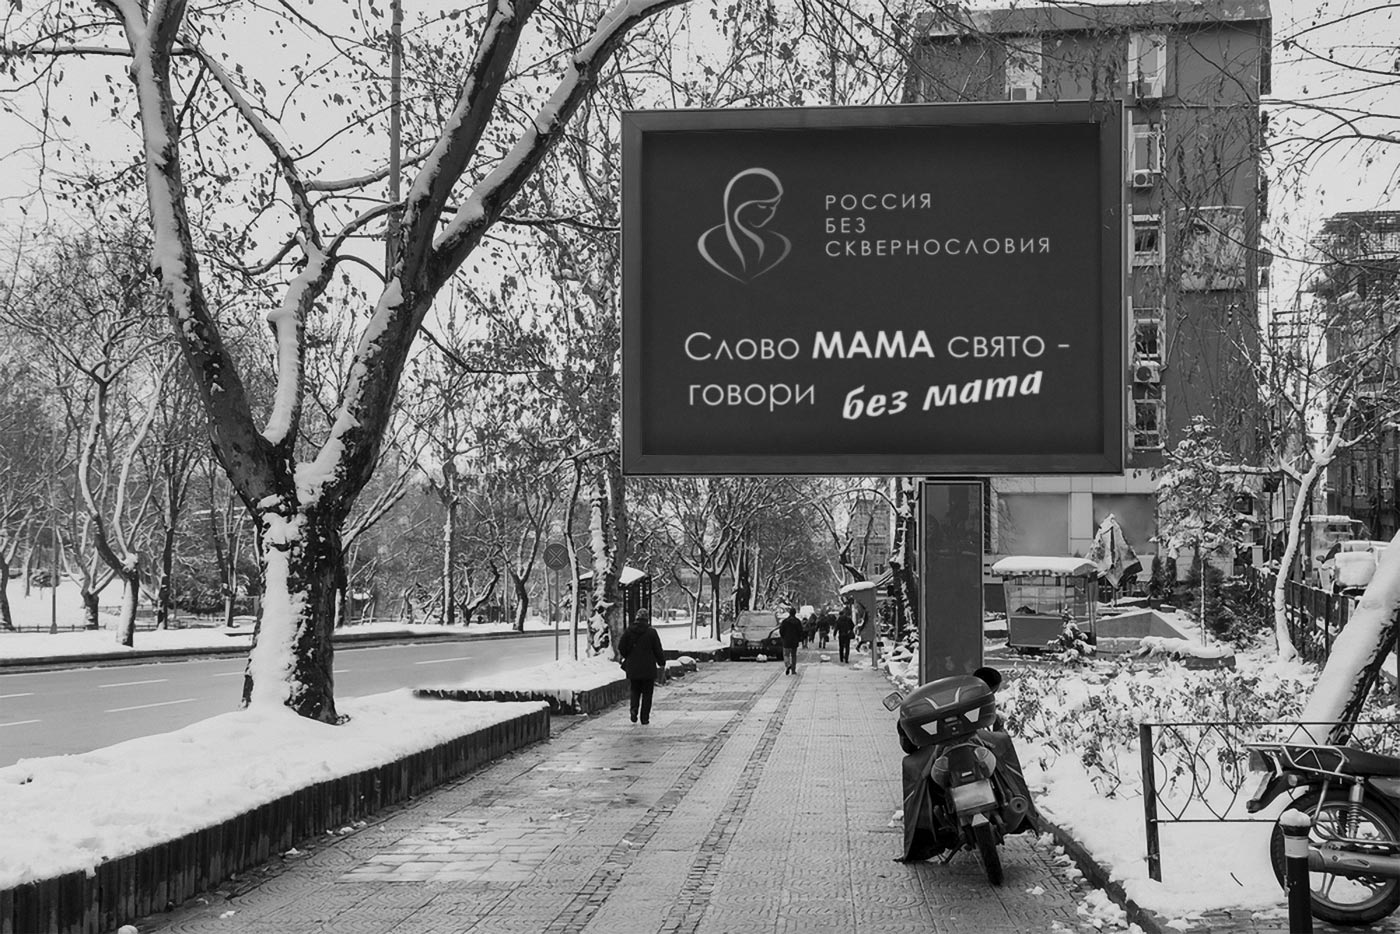 РОССИЯ
БЕЗ
СКВЕРНОСЛОВИЯ
Слово МАМА свято -
говори без мата